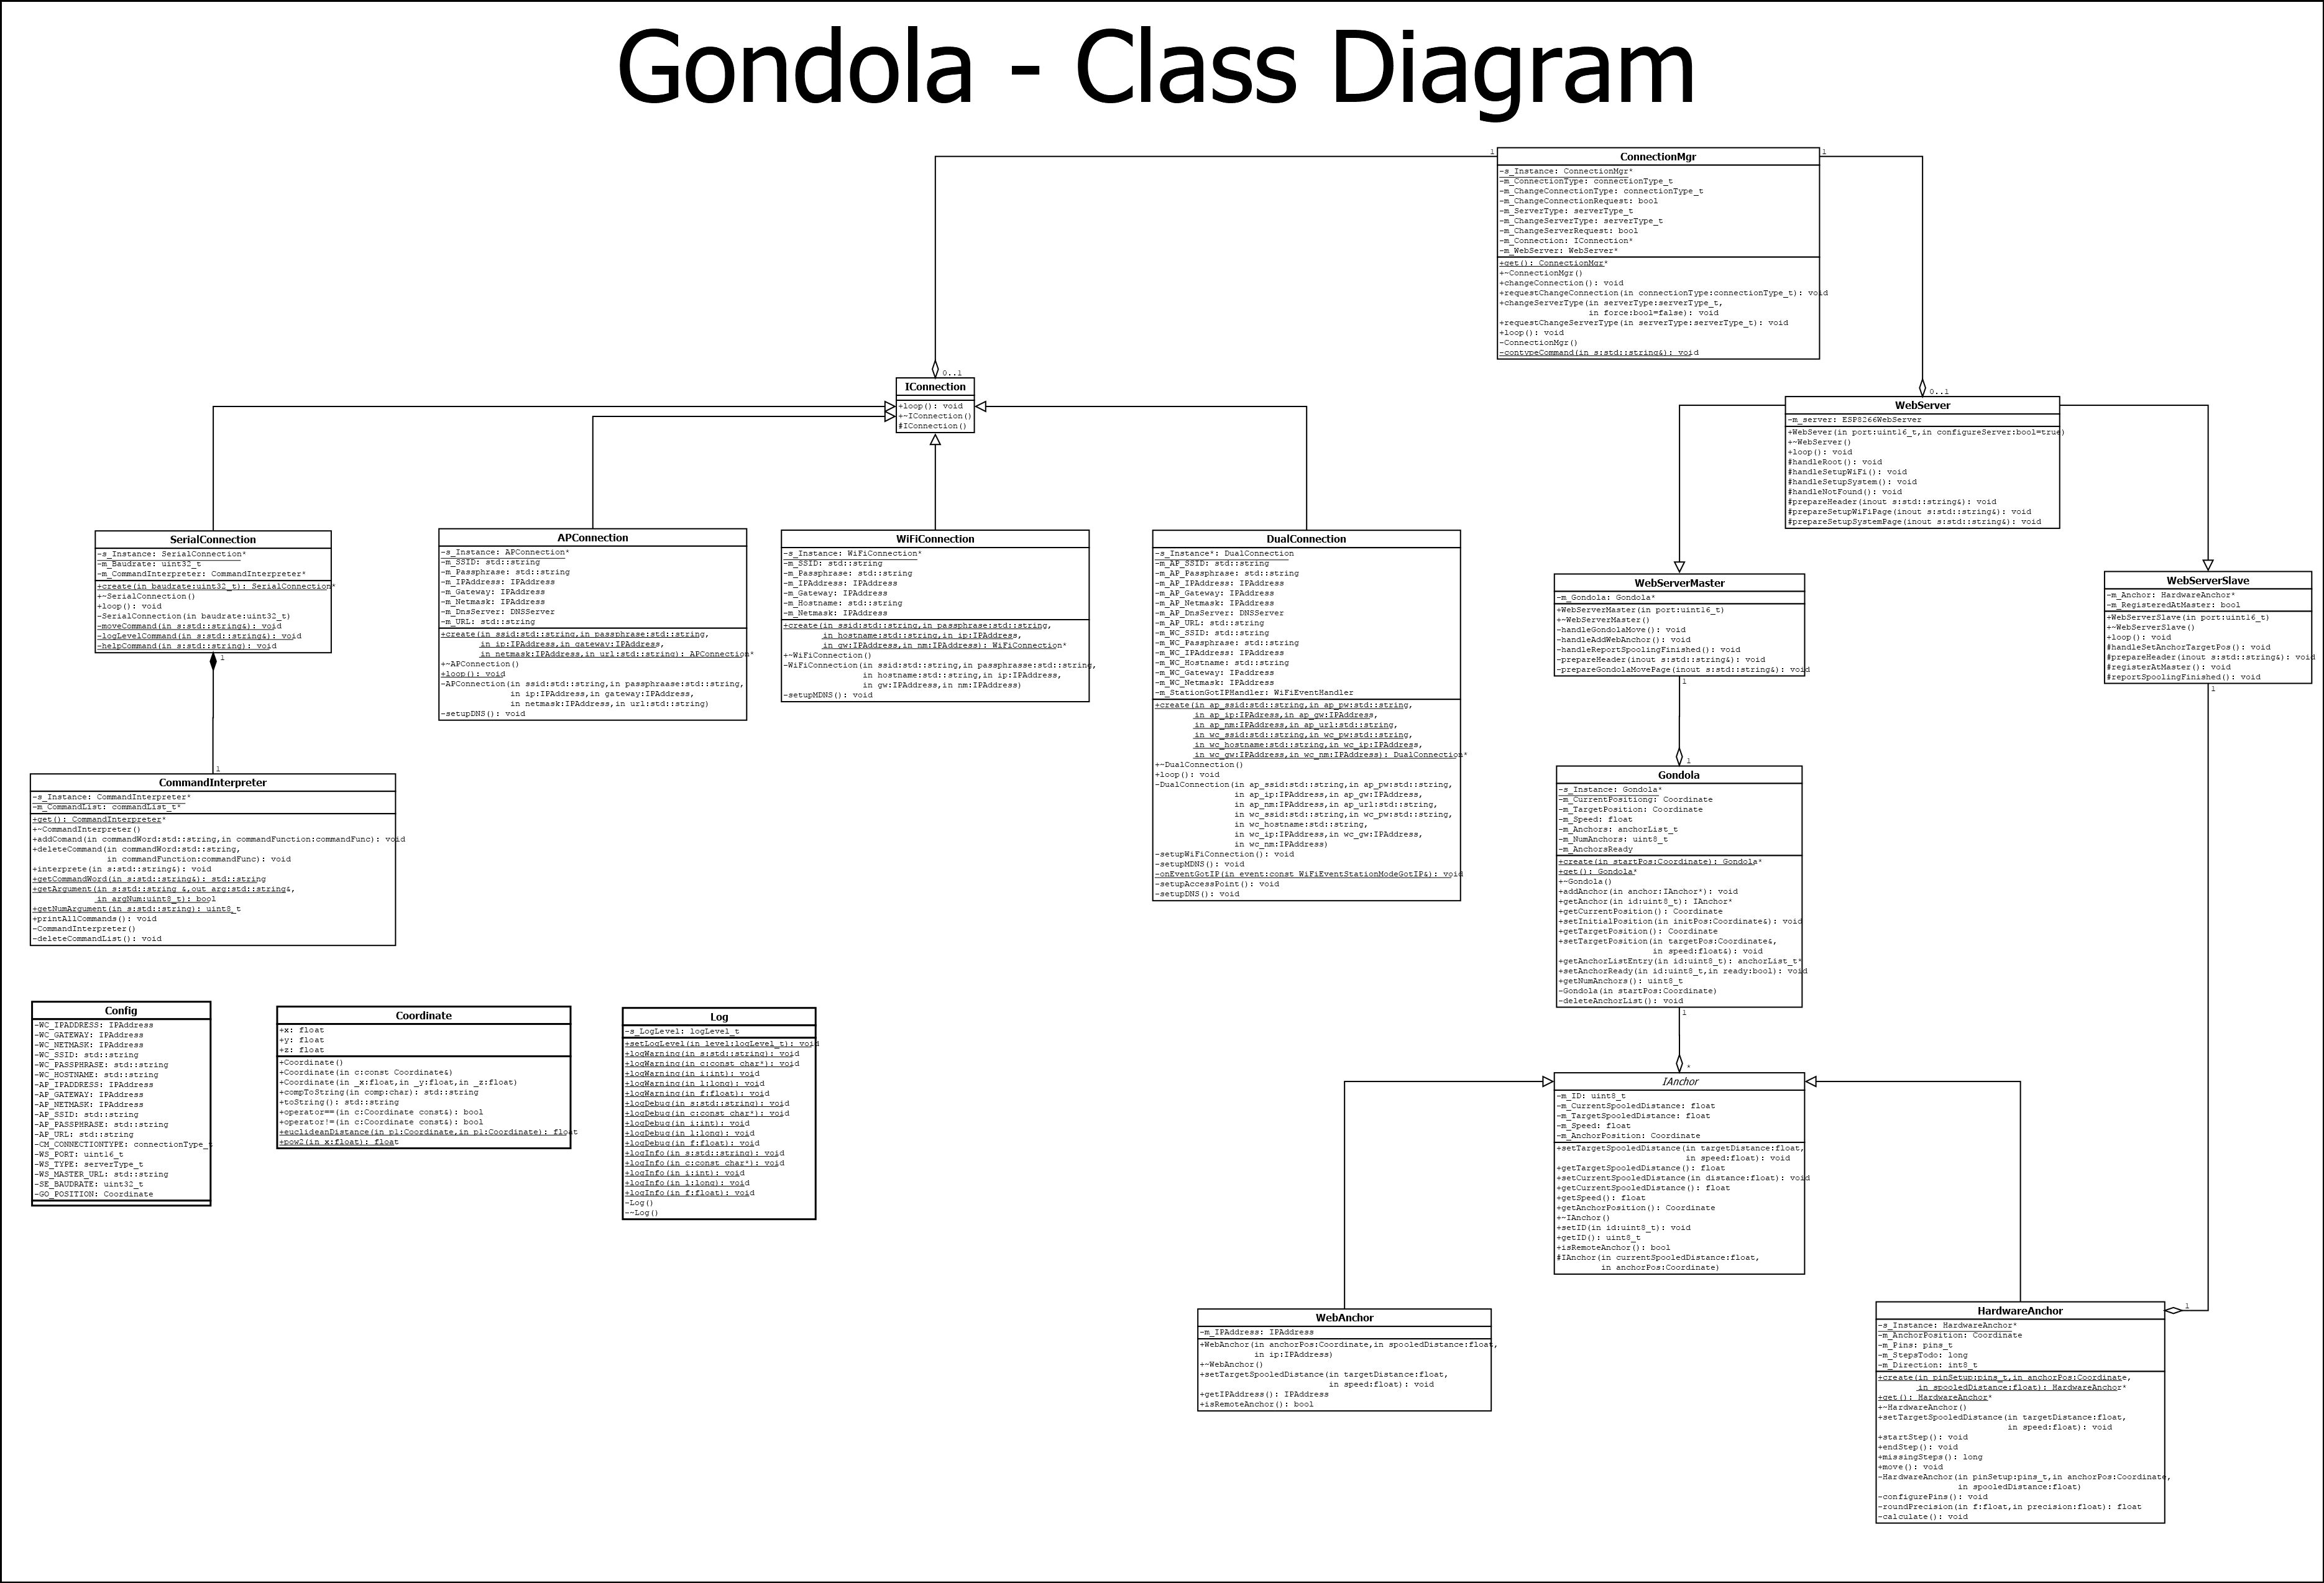 Gondola - Class Diagram
1
ConnectionMgr
1
-s_Instance: ConnectionMgr*
-m_ConnectionType: connectionType_t
-m_ChangeConnectionType: connectionType_t
-m_ChangeConnectionRequest: bool
-m_ServerType: serverType_t
-m_ChangeServerType: serverType_t
-m_ChangeServerRequest: bool
-m_Connection: IConnection*
-m_WebServer: WebServer*
+get(): ConnectionMgr*
+~ConnectionMgr()
+changeConnection(): void
+requestChangeConnection(in connectionType:connectionType_t): void
+changeServerType(in serverType:serverType_t,
in force:bool=false): void
+requestChangeServerType(in serverType:serverType_t): void
+loop(): void
-ConnectionMgr()
-contypeCommand(in s:std::string&): void
0..1
IConnection
+loop(): void
+~IConnection()
#IConnection()
0..1
WebServer
-m_server: ESP8266WebServer
+WebSever(in port:uint16_t,in configureServer:bool=true)
+~WebServer()
+loop(): void
#handleRoot(): void
#handleSetupWiFi(): void
#handleSetupSystem(): void
#handleNotFound(): void
#prepareHeader(inout s:std::string&): void
#prepareSetupWiFiPage(inout s:std::string&): void
#prepareSetupSystemPage(inout s:std::string&): void
SerialConnection
-s_Instance: SerialConnection*
-m_Baudrate: uint32_t
-m_CommandInterpreter: CommandInterpreter*
+create(in baudrate:uint32_t): SerialConnection*
+~SerialConnection()
+loop(): void
-SerialConnection(in baudrate:uint32_t)
-moveCommand(in s:std::string&): void
-logLevelCommand(in s:std::string&): void
-helpCommand(in s:std::string): void
1
APConnection
-s_Instance: APConnection*
-m_SSID: std::string
-m_Passphrase: std::string
-m_IPAddress: IPAddress
-m_Gateway: IPAddress
-m_Netmask: IPAddress
-m_DnsServer: DNSServer
-m_URL: std::string
+create(in ssid:std::string,in passphrase:std::string,
in ip:IPAddress,in gateway:IPAddress,
in netmask:IPAddress,in url:std::string): APConnection*
+~APConnection()
+loop(): void
-APConnection(in ssid:std::string,in passphraase:std::string,
in ip:IPAddress,in gateway:IPAddress,
in netmask:IPAddress,in url:std::string)
-setupDNS(): void
WiFiConnection
-s_Instance: WiFiConnection*
-m_SSID: std::string
-m_Passphrase: std::string
-m_IPAddress: IPAddress
-m_Gateway: IPAddress
-m_Hostname: std::string
-m_Netmask: IPAddress
+create(in ssid:std::string,in passphrase:std::string,
in hostname:std::string,in ip:IPAddress,
in gw:IPAddress,in nm:IPAddress): WiFiConnection*
+~WiFiConnection()
-WiFiConnection(in ssid:std::string,in passphrase:std::string,
in hostname:std::string,in ip:IPAddress,
in gw:IPAddress,in nm:IPAddress)
-setupMDNS(): void
DualConnection
-s_Instance*: DualConnection
-m_AP_SSID: std::string
-m_AP_Passphrase: std::string
-m_AP_IPAddress: IPAddress
-m_AP_Gateway: IPAddress
-m_AP_Netmask: IPAddress
-m_AP_DnsServer: DNSServer
-m_AP_URL: std::string
-m_WC_SSID: std::string
-m_WC_Passphrase: std::string
-m_WC_IPAddress: IPAddress
-m_WC_Hostname: std::string
-m_WC_Gateway: IPaddress
-m_WC_Netmask: IPAddress
-m_StationGotIPHandler: WiFiEventHandler
+create(in ap_ssid:std::string,in ap_pw:std::string,
in ap_ip:IPAdress,in ap_gw:IPAddress,
in ap_nm:IPAddress,in ap_url:std::string,
in wc_ssid:std::string,in wc_pw:std::string,
in wc_hostname:std::string,in wc_ip:IPAddress,
in wc_gw:IPAddress,in wc_nm:IPAddress): DualConnection*
+~DualConnection()
+loop(): void
-DualConnection(in ap_ssid:std::string,in ap_pw:std::string,
in ap_ip:IPAddress,in ap_gw:IPAddress,
in ap_nm:IPAddress,in ap_url:std::string,
in wc_ssid:std::string,in wc_pw:std::string,
in wc_hostname:std::string,
in wc_ip:IPAddress,in wc_gw:IPAddress,
in wc_nm:IPAddress)
-setupWiFiConnection(): void
-setupMDNS(): void
-onEventGotIP(in event:const WiFiEventStationModeGotIP&): void
-setupAccessPoint(): void
-setupDNS(): void
WebServerMaster
-m_Gondola: Gondola*
+WebServerMaster(in port:uint16_t)
+~WebServerMaster()
-handleGondolaMove(): void
-handleAddWebAnchor(): void
-handleReportSpoolingFinished(): void
-prepareHeader(inout s:std::string&): void
-prepareGondolaMovePage(inout s:std::string&): void
1
WebServerSlave
-m_Anchor: HardwareAnchor*
-m_RegisteredAtMaster: bool
+WebServerSlave(in port:uint16_t)
+~WebServerSlave()
+loop(): void
#handleSetAnchorTargetPos(): void
#prepareHeader(inout s:std::string&): void
#registerAtMaster(): void
#reportSpoolingFinished(): void
1
1
CommandInterpreter
-s_Instance: CommandInterpreter*
-m_CommandList: commandList_t*
+get(): CommandInterpreter*
+~CommandInterpreter()
+addComand(in commandWord:std::string,in commandFunction:commandFunc): void
+deleteCommand(in commandWord:std::string,
in commandFunction:commandFunc): void
+interprete(in s:std::string&): void
+getCommandWord(in s:std::string&): std::string
+getArgument(in s:std::string &,out arg:std::string&,
in argNum:uint8_t): bool
+getNumArgument(in s:std::string): uint8_t
+printAllCommands(): void
-CommandInterpreter()
-deleteCommandList(): void
1
Gondola
-s_Instance: Gondola*
-m_CurrentPositiong: Coordinate
-m_TargetPosition: Coordinate
-m_Speed: float
-m_Anchors: anchorList_t
-m_NumAnchors: uint8_t
-m_AnchorsReady
+create(in startPos:Coordinate): Gondola*
+get(): Gondola*
+~Gondola()
+addAnchor(in anchor:IAnchor*): void
+getAnchor(in id:uint8_t): IAnchor*
+getCurrentPosition(): Coordinate
+setInitialPosition(in initPos:Coordinate&): void
+getTargetPosition(): Coordinate
+setTargetPosition(in targetPos:Coordinate&,
in speed:float&): void
+getAnchorListEntry(in id:uint8_t): anchorList_t*
+setAnchorReady(in id:uint8_t,in ready:bool): void
+getNumAnchors(): uint8_t
-Gondola(in startPos:Coordinate)
-deleteAnchorList(): void
1
Config
-WC_IPADDRESS: IPAddress
-WC_GATEWAY: IPAddress
-WC_NETMASK: IPAddress
-WC_SSID: std::string
-WC_PASSPHRASE: std::string
-WC_HOSTNAME: std::string
-AP_IPADDRESS: IPAddress
-AP_GATEWAY: IPAddress
-AP_NETMASK: IPAddress
-AP_SSID: std::string
-AP_PASSPHRASE: std::string
-AP_URL: std::string
-CM_CONNECTIONTYPE: connectionType_t
-WS_PORT: uint16_t
-WS_TYPE: serverType_t
-WS_MASTER_URL: std::string
-SE_BAUDRATE: uint32_t
-GO_POSITION: Coordinate
Coordinate
+x: float
+y: float
+z: float
+Coordinate()
+Coordinate(in c:const Coordinate&)
+Coordinate(in _x:float,in _y:float,in _z:float)
+compToString(in comp:char): std::string
+toString(): std::string
+operator==(in c:Coordinate const&): bool
+operator!=(in c:Coordinate const&): bool
+euclideanDistance(in p1:Coordinate,in p1:Coordinate): float
+pow2(in x:float): float
Log
-s_LogLevel: logLevel_t
+setLogLevel(in level:logLevel_t): void
+logWarning(in s:std::string): void
+logWarning(in c:const char*): void
+logWarning(in i:int): void
+logWarning(in l:long): void
+logWarning(in f:float): void
+logDebug(in s:std::string): void
+logDebug(in c:const char*): void
+logDebug(in i:int): void
+logDebug(in l:long): void
+logDebug(in f:float): void
+logInfo(in s:std::string): void
+logInfo(in c:const char*): void
+logInfo(in i:int): void
+logInfo(in l:long): void
+logInfo(in f:float): void
-Log()
-~Log()
*
IAnchor
-m_ID: uint8_t
-m_CurrentSpooledDistance: float
-m_TargetSpooledDistance: float
-m_Speed: float
-m_AnchorPosition: Coordinate
+setTargetSpooledDistance(in targetDistance:float,
in speed:float): void
+getTargetSpooledDistance(): float
+setCurrentSpooledDistance(in distance:float): void
+getCurrentSpooledDistance(): float
+getSpeed(): float
+getAnchorPosition(): Coordinate
+~IAnchor()
+setID(in id:uint8_t): void
+getID(): uint8_t
+isRemoteAnchor(): bool
#IAnchor(in currentSpooledDistance:float,
in anchorPos:Coordinate)
WebAnchor
-m_IPAddress: IPAddress
+WebAnchor(in anchorPos:Coordinate,in spooledDistance:float,
in ip:IPAddress)
+~WebAnchor()
+setTargetSpooledDistance(in targetDistance:float,
in speed:float): void
+getIPAddress(): IPAddress
+isRemoteAnchor(): bool
HardwareAnchor
1
-s_Instance: HardwareAnchor*
-m_AnchorPosition: Coordinate
-m_Pins: pins_t
-m_StepsTodo: long
-m_Direction: int8_t
+create(in pinSetup:pins_t,in anchorPos:Coordinate,
in spooledDistance:float): HardwareAnchor*
+get(): HardwareAnchor*
+~HardwareAnchor()
+setTargetSpooledDistance(in targetDistance:float,
in speed:float): void
+startStep(): void
+endStep(): void
+missingSteps(): long
+move(): void
-HardwareAnchor(in pinSetup:pins_t,in anchorPos:Coordinate,
in spooledDistance:float)
-configurePins(): void
-roundPrecision(in f:float,in precision:float): float
-calculate(): void